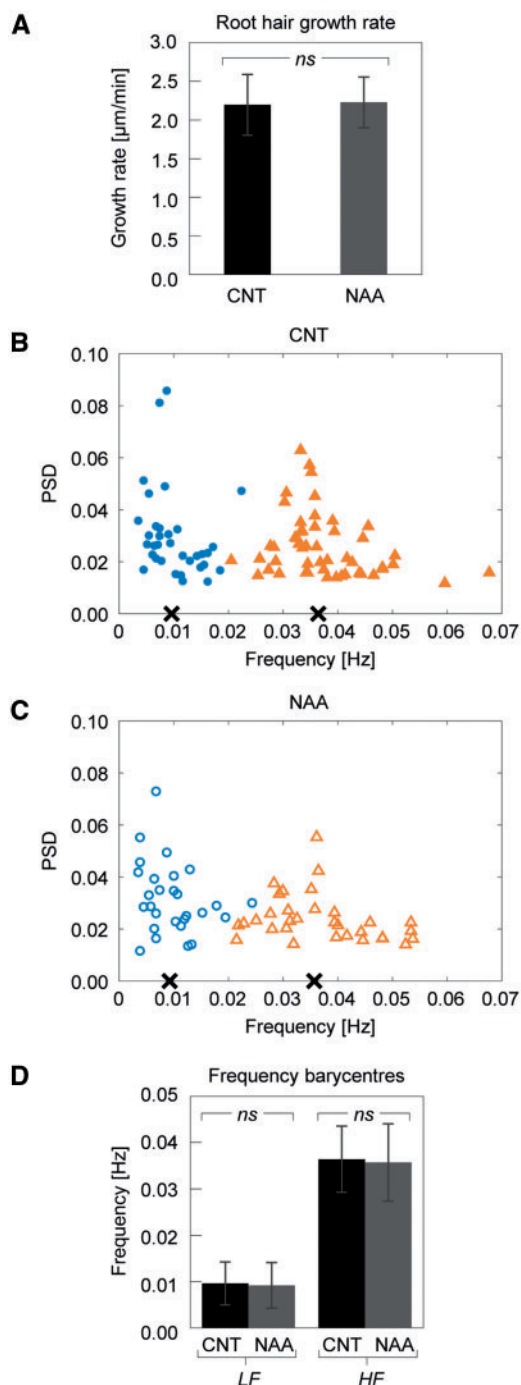 A
Root hair growth rate
ns
3.0
2.5
2.0
1.5
1.0
0.5
0.0
Growth rate [µm/min]
CNT NAA
B
CNT
0.10
0.08
0.06
0.04
0.02
0.00
PSD
0 0.01 0.02 0.03 0.04 0.05 0.06 0.07
Frequency [Hz]
C
NAA
0.10
0.08
0.06
0.04
0.02
0.00
PSD
0 0.01 0.02 0.03 0.04 0.05 0.06 0.07
Frequency [Hz]
D
Frequency barycentres
ns ns
0.05
0.04
0.03
0.02
0.01
0.00
Frequency [Hz]
CNT NAA CNT NAA
LF HF